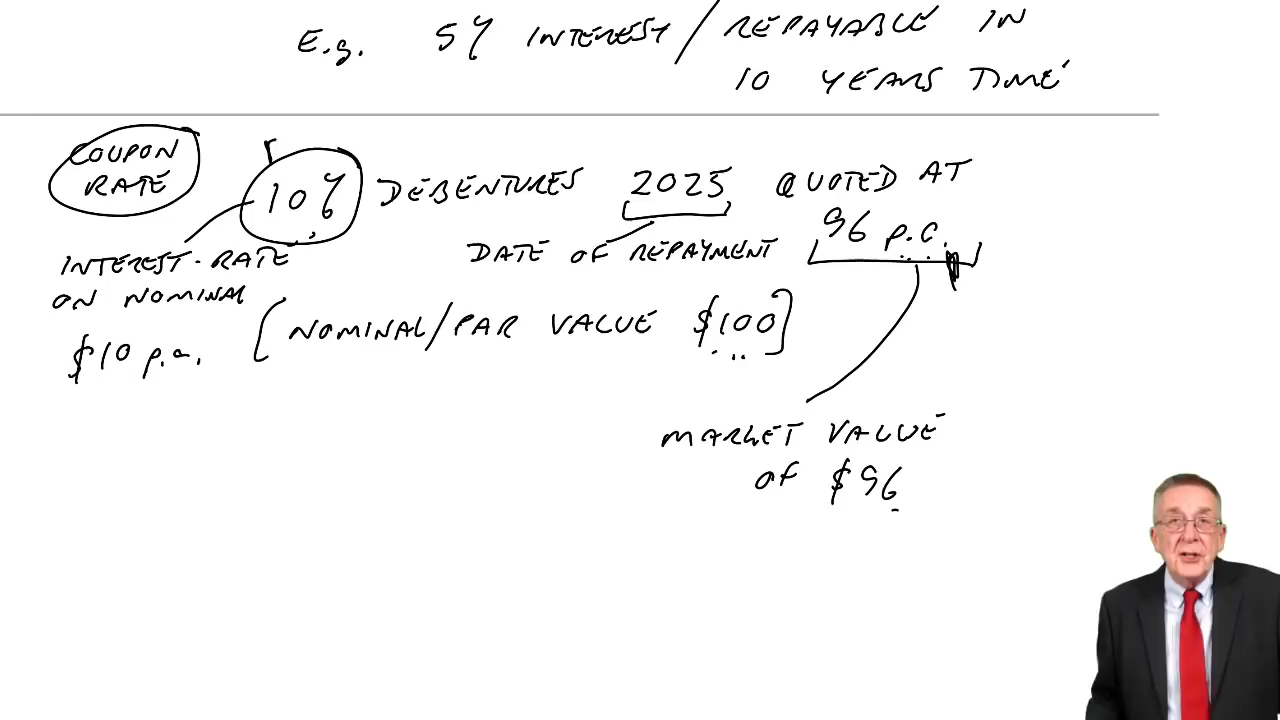 E.g. 5% INTEREST / REPAYABLE IN
10 YEARS TIME
COUPON
RATE
10% DEBENTURES 2025 QUOTED AT
96 p.c.
INTEREST-RATE
ON NOMINAL
DATE OF REPAYMENT
$10 p.a. [NOMINAL/PAR VALUE $100]
MARKET VALUE
OF $96